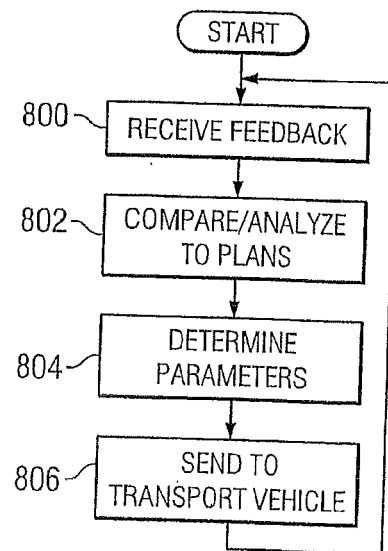 START
800
RECEIVE FEEDBACK
802
COMPARE/ANALYZE
TO PLANS
804
DETERMINE
PARAMETERS
806
SEND TO
TRANSPORT VEHICLE